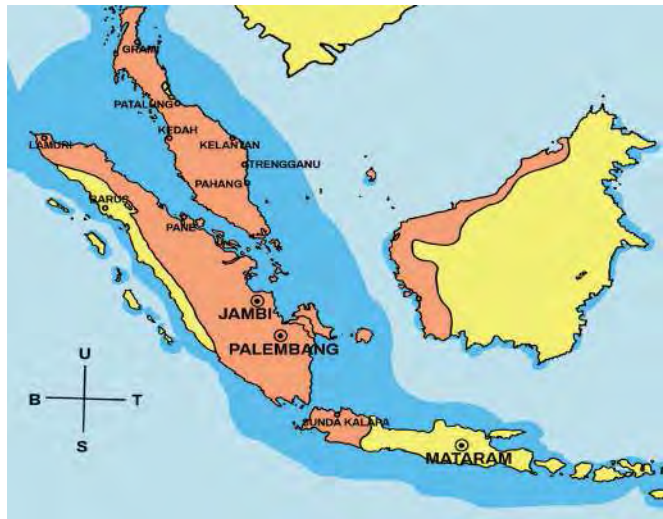 GRAHI
PATALUNG
KEDAH
KELANTAN
LAMURI
TRENGGANU
PAHANG
BARUS
PANE
JAMBI
PALEMBANG
U
B T
S
SUNDA KALAPA
MATARAM